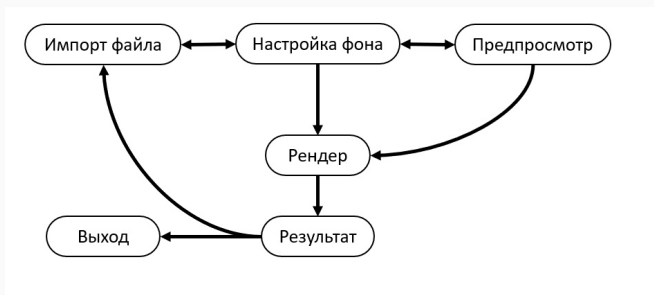 Импорт файла
Настройка фона
Предпросмотр
Рендер
Выход
Результат